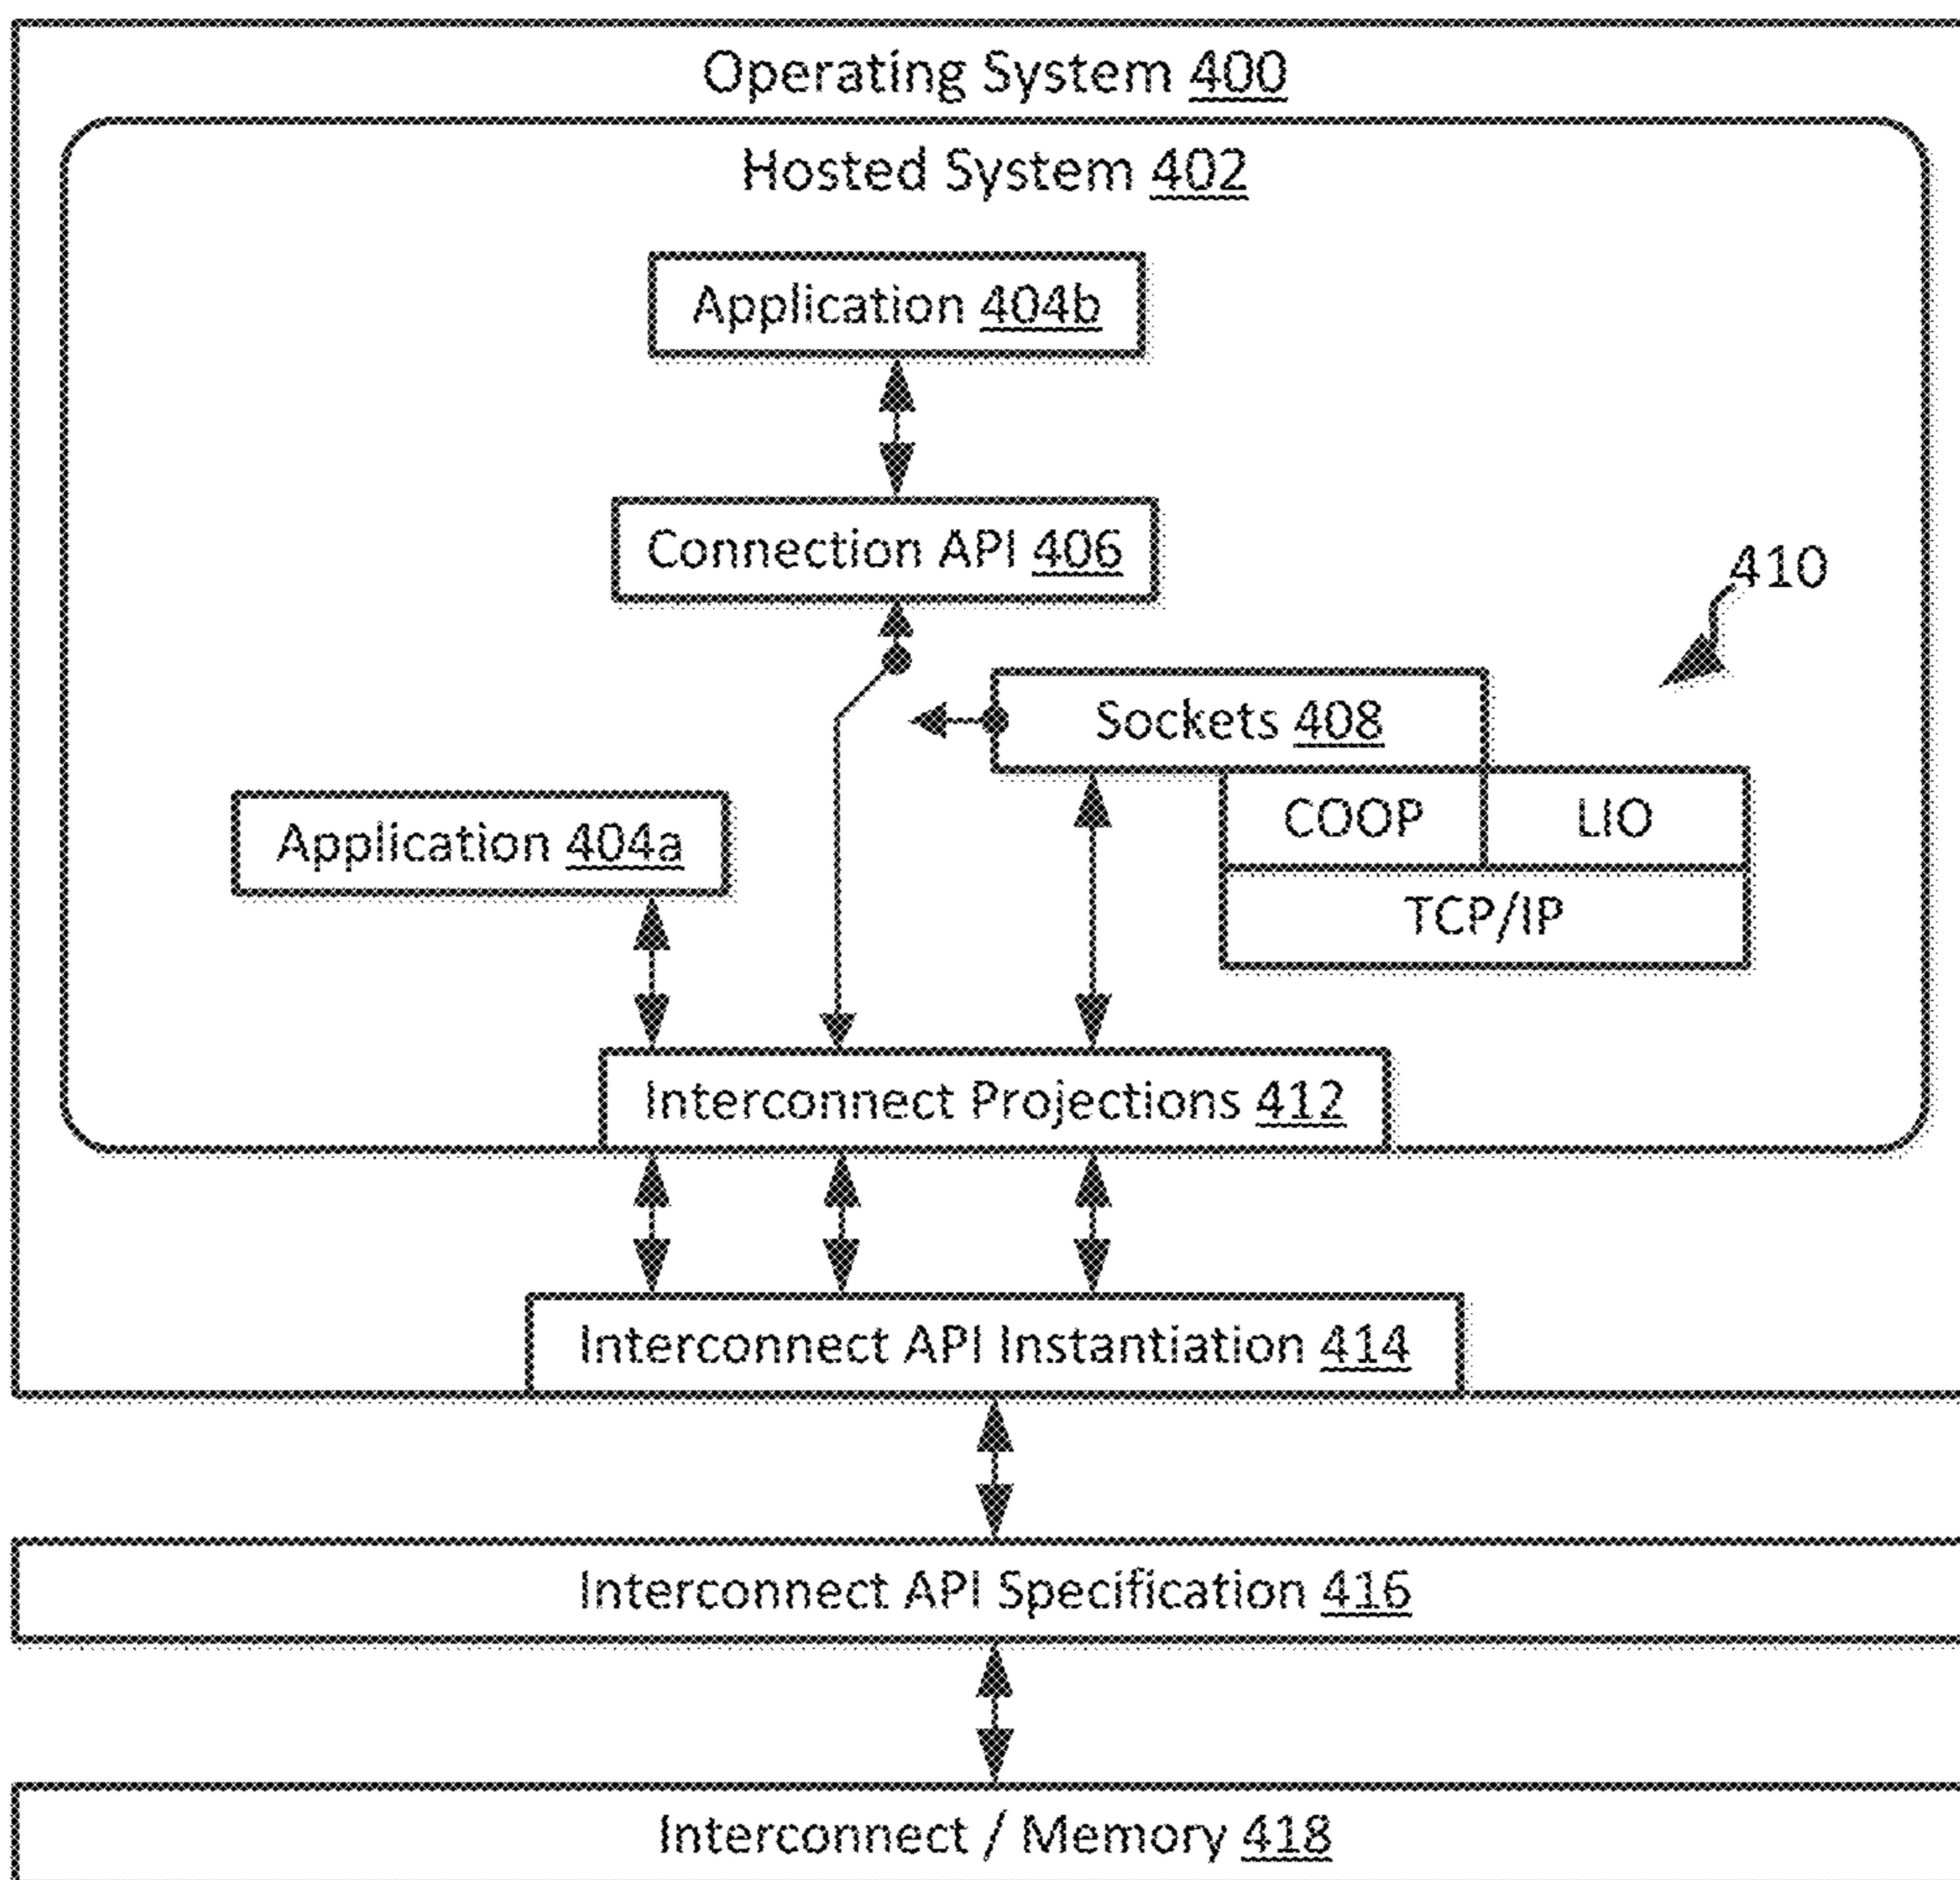 Operating System 400
Hosted System 402
Application 404b
Connection API 406
410
Sockets 408
COOP
LIO
Application 404a
TCP/IP
Interconnect Projections 412
Interconnect API Instantiation 414
Interconnect API Specification 416
Interconnect / Memory 418